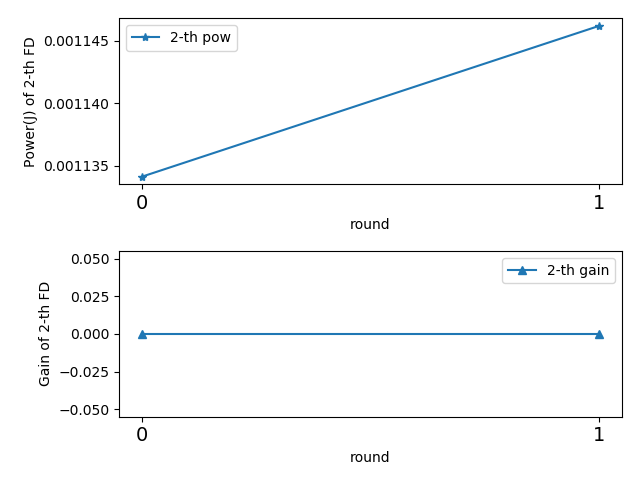 0.001145
0.001140
0.001135
Power(J) of 2-th FD
2-th pow
0 1
round
0.050
0.025
0.000
−0.025
−0.050
Gain of 2-th FD
2-th gain
0 1
round